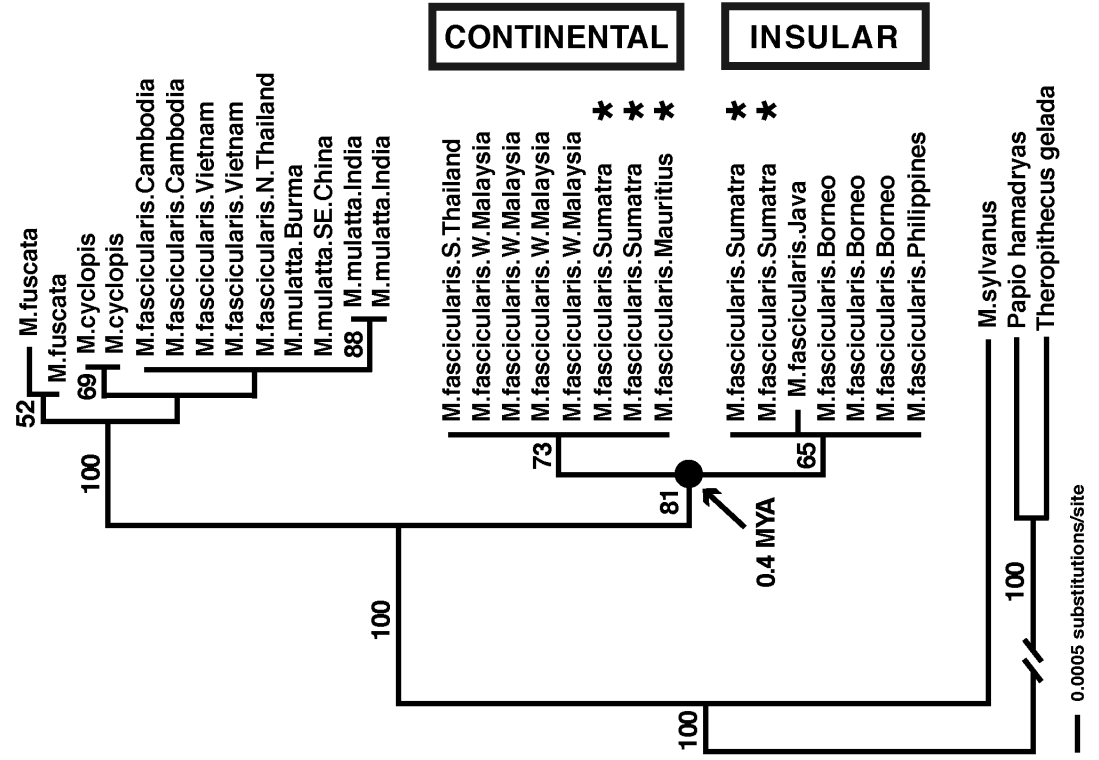 CONTINENTAL
INSULAR
M.fuscata
M.fuscata
M.cyclopis
M.cyclopis
M.fascicularis.Cambodia
M.fascicularis.Cambodia
M.fascicularis.Vietnam
M.fascicularis.Vietnam
M.fascicularis.N.Thailand
M.mulatta.Burma
M.mulatta.SE.China
M.mulatta.India
M.mulatta.India
M.fascicularis.S.Thailand
M.fascicularis.W.Malaysia
M.fascicularis.W.Malaysia
M.fascicularis.W.Malaysia
M.fascicularis.W.Malaysia
M.fascicularis.Sumatra *
M.fascicularis.Sumatra *
M.fascicularis.Mauritius *
M.fascicularis.Sumatra *
M.fascicularis.Sumatra *
M.fascicularis.Java
M.fascicularis.Borneo
M.fascicularis.Borneo
M.fascicularis.Borneo
M.fascicularis.Philippines
M.sylvanus
Papio hamadryas
Theropithecus gelada
52
69
88
100
73
65
81
0.4 MYA
100
100
100
0.0005 substitutions/site